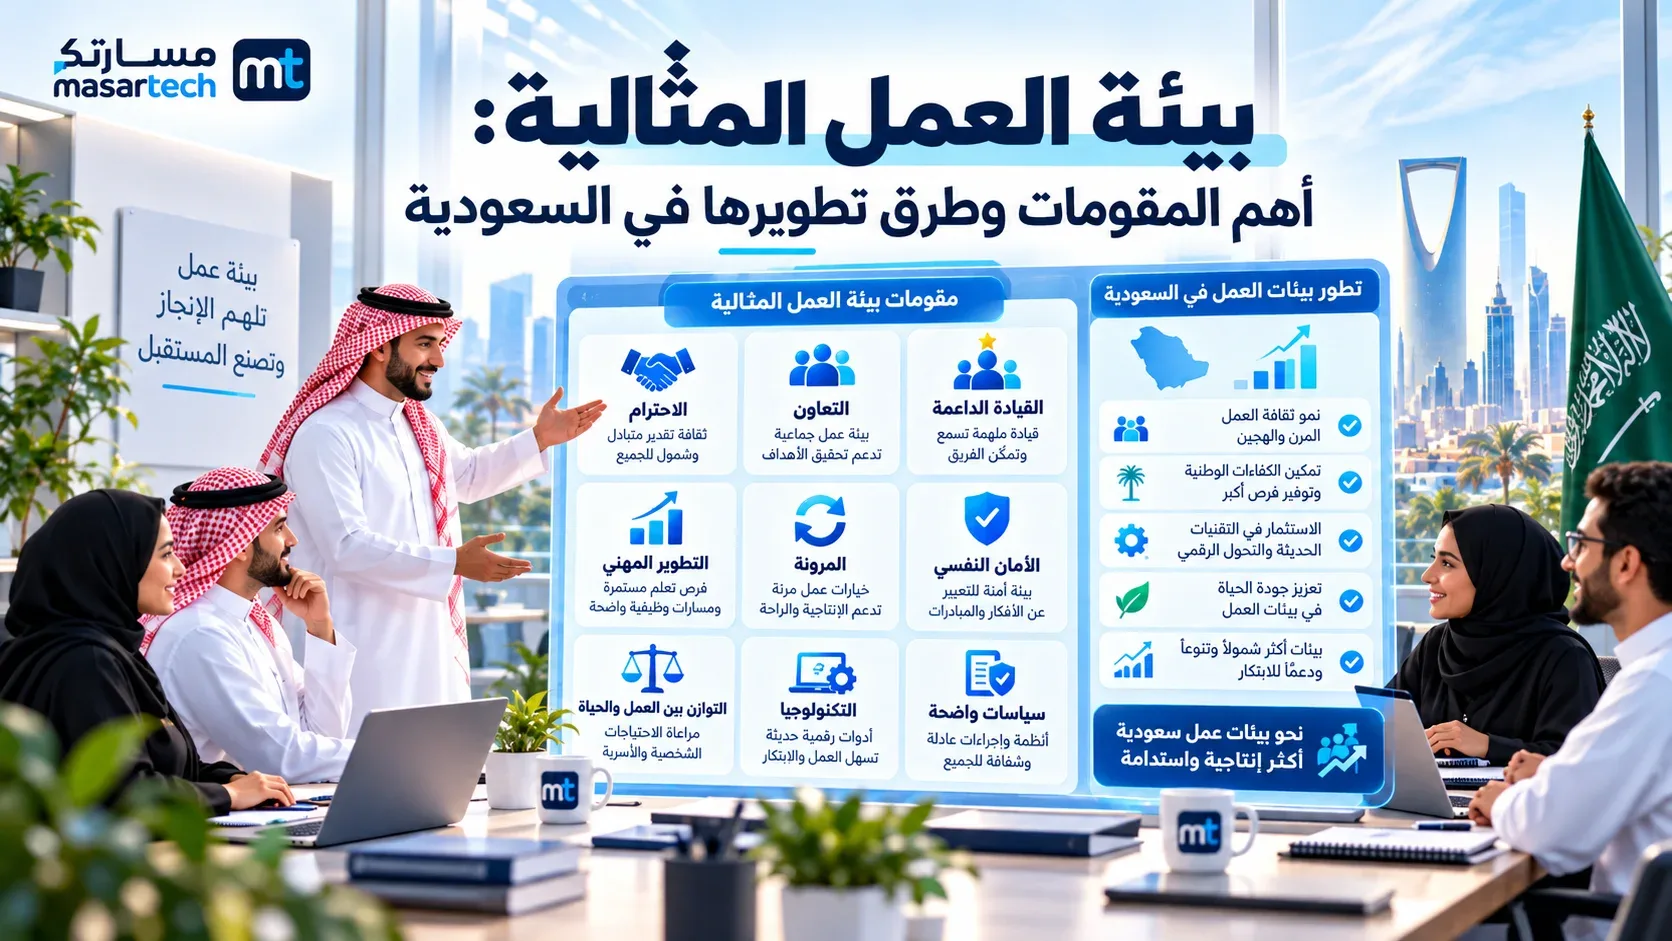 مسارتك
masartech
mt
بيئة العمل المثالية:
أهم المقومات وطرق تطويرها في السعودية
بيئة عمل
تلهم الإنجاز
وتصنع المستقبل
مقومات بيئة العمل المثالية
القيادة الداعمة
قيادة ملهمة تسمع
وتمكّن الفريق
التعاون
بيئة عمل جماعية
تدعم تحقيق الأهداف
الاحترام
ثقافة تقدير متبادل
وشمول للجميع
الأمان النفسي
بيئة آمنة للتعبير
عن الأفكار والمبادرات
المرونة
خيارات عمل مرنة
تدعم الإنتاجية والراحة
التطوير المهني
فرص تعلم مستمرة
ومسارات وظيفية واضحة
سياسات واضحة
أنظمة وإجراءات عادلة
وشفافة للجميع
التكنولوجيا
أدوات رقمية حديثة
تسهل العمل والابتكار
التوازن بين العمل والحياة
مراعاة الاحتياجات
الشخصية والأسرية
تطور بيئات العمل في السعودية
نمو ثقافة العمل
المرن والهجين
تمكين الكفاءات الوطنية
وتوفير فرص أكبر
الاستثمار في التقنيات
الحديثة والتحول الرقمي
تعزيز جودة الحياة
في بيئات العمل
بيئات أكثر شمولاً وتنوعاً
ودعمًا للابتكار
نحو بيئات عمل سعودية
أكثر إنتاجية واستدامة
mt
mt